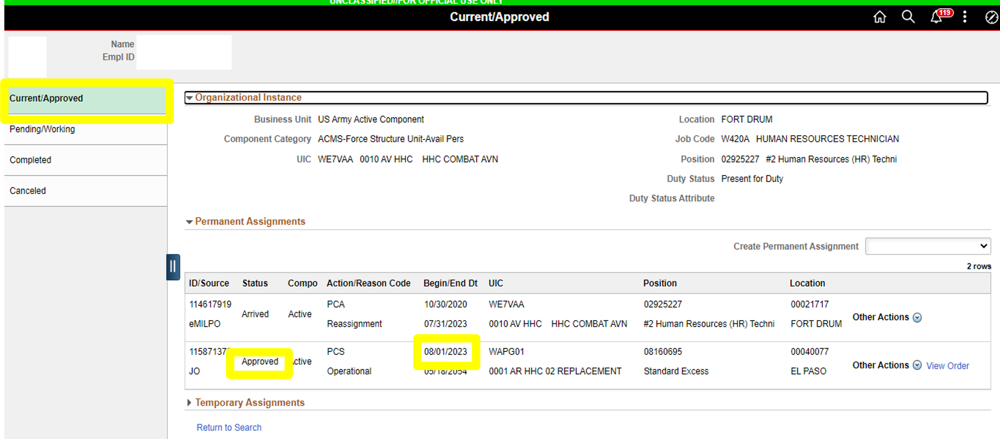 UNCLASSIFIED//FOR OFFICIAL USE ONLY
Current/Approved
119
Name
Empl ID
Current/Approved
Pending/Working
Completed
Canceled
Organizational Instance
Business Unit US Army Active Component
Location FORT DRUM
Component Category ACMS-Force Structure Unit-Avail Pers
Job Code W420A HUMAN RESOURCES TECHNICIAN
UIC WE7VAA 0010 AV HHC HHC COMBAT AVN
Position 02925227 #2 Human Resources (HR) Techni
Duty Status Present for Duty
Duty Status Attribute
Permanent Assignments
Create Permanent Assignment
2 rows
ID/Source Status Compo Action/Reason Code Begin/End Dt UIC Position Location
114617919 PCA 10/30/2020 WE7VAA 02925227 00021717
Arrived Active Other Actions
eMILPO Reassignment 07/31/2023 0010 AV HHC HHC COMBAT AVN #2 Human Resources (HR) Techni FORT DRUM
PCS 08/01/2023 WAPG01 08160695 00040077
Approved Active Other Actions View Order
JO Operational 05/18/2054 0001 AR HHC 02 REPLACEMENT Standard Excess EL PASO
Temporary Assignments
Return to Search